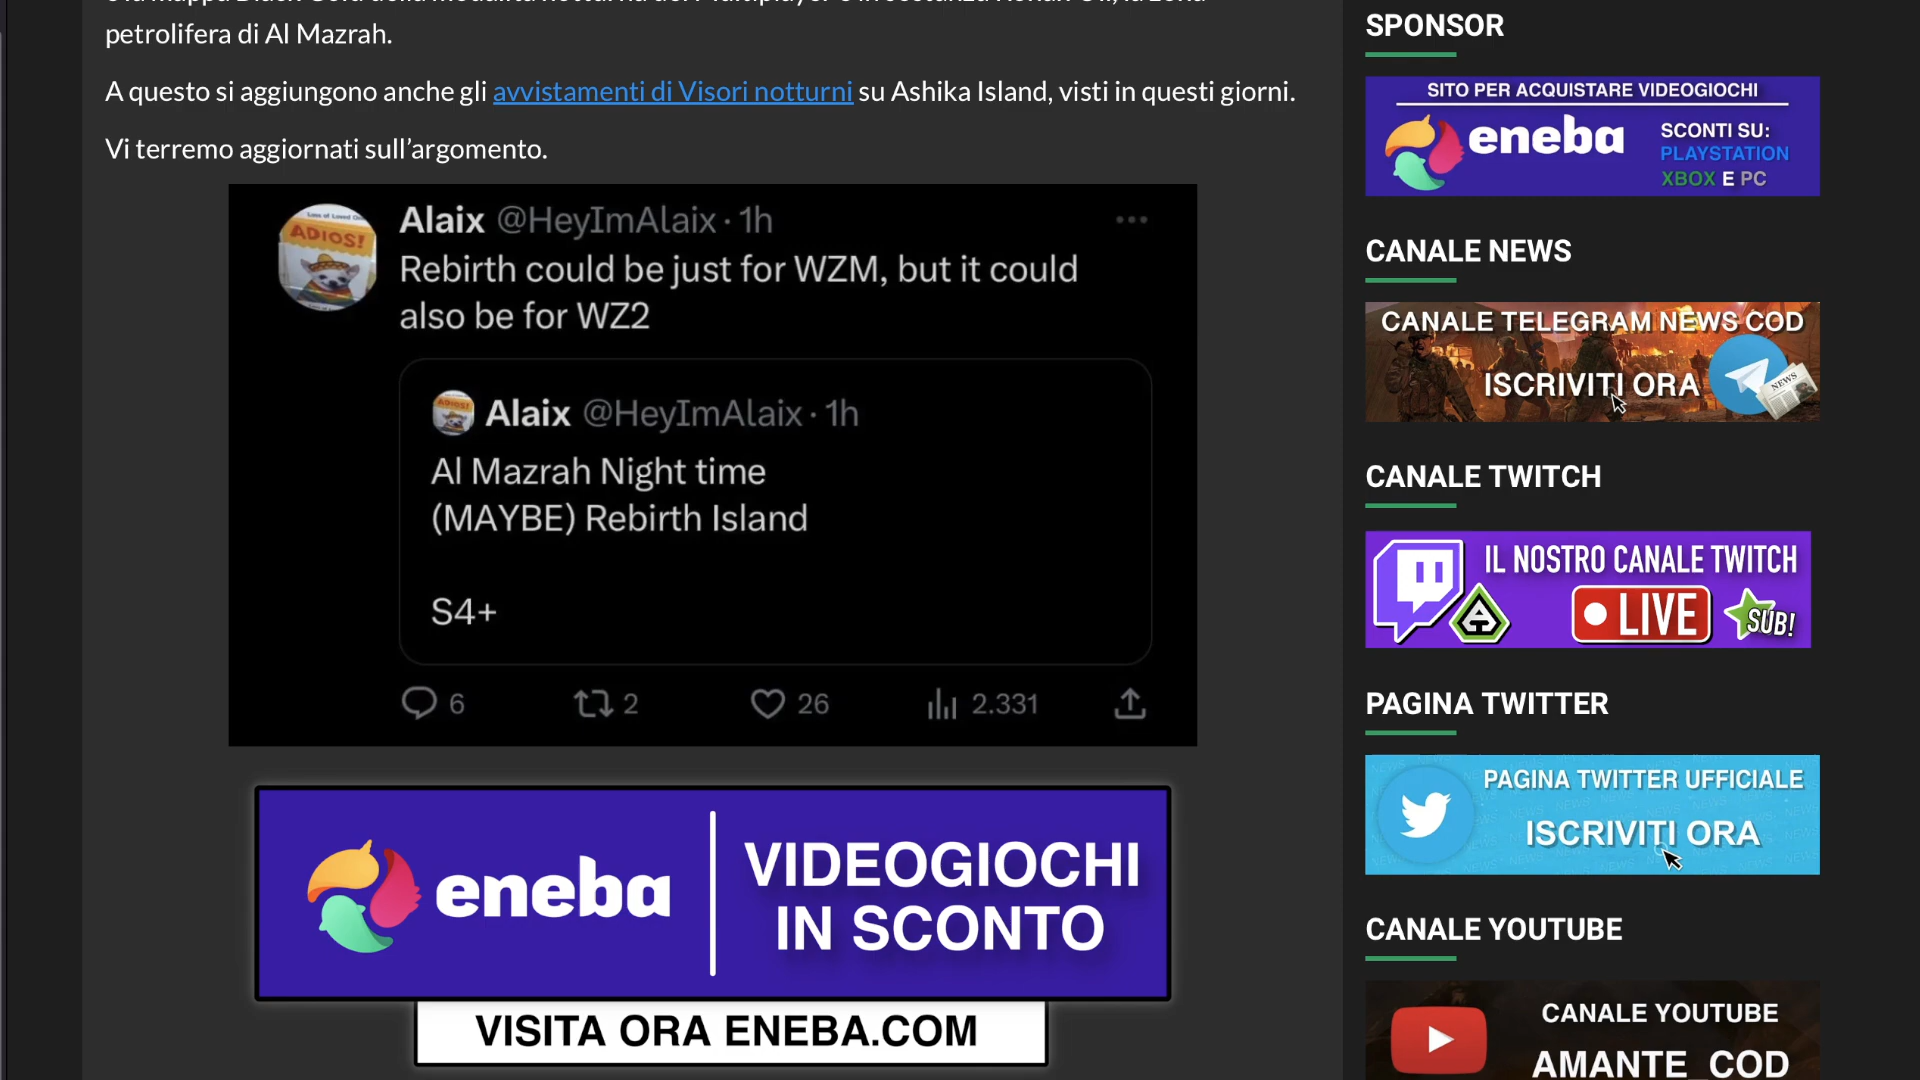 petrolifera di Al Mazrah.
A questo si aggiungono anche gli avvistamenti di Visori notturni su Ashika Island, visti in questi giorni.
Vi terremo aggiornati sull’argomento.
Alaix @HeyImAlaix · 1h
Rebirth could be just for WZM, but it could
also be for WZ2
Alaix @HeyImAlaix · 1h
Al Mazrah Night time
(MAYBE) Rebirth Island
S4+
6 2 26 2.331
eneba
VIDEOGIOCHI
IN SCONTO
VISITA ORA ENEBA.COM
SPONSOR
SITO PER ACQUISTARE VIDEOGIOCHI
eneba
SCONTI SU:
PLAYSTATION
XBOX E PC
CANALE NEWS
CANALE TELEGRAM NEWS COD
ISCRIVITI ORA
NEWS
CANALE TWITCH
IL NOSTRO CANALE TWITCH
LIVE
SUB!
PAGINA TWITTER
PAGINA TWITTER UFFICIALE
ISCRIVITI ORA
CANALE YOUTUBE
CANALE YOUTUBE
AMANTE COD